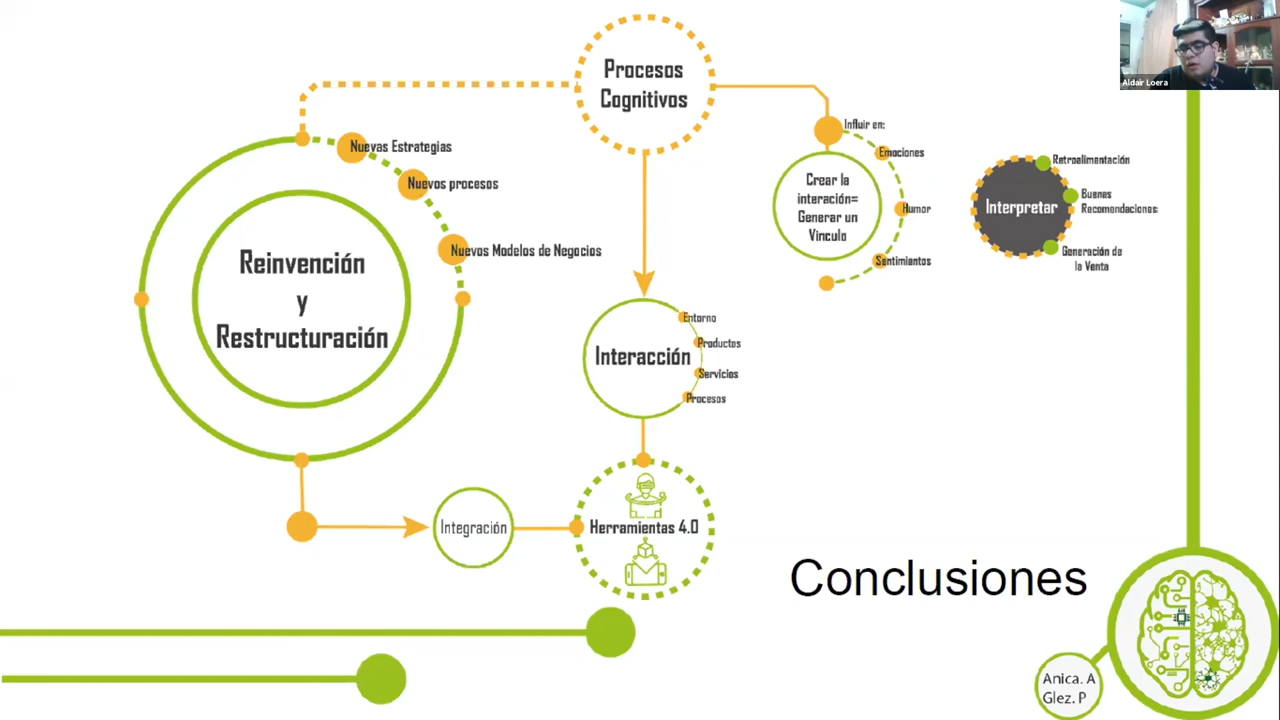 Aldair Loera
Procesos
Cognitivos
Nuevas Estrategias
Nuevos procesos
Nuevos Modelos de Negocios
Reinvención
y
Restructuración
Influir en:
Emociones
Humor
Sentimientos
Crear la
interación=
Generar un
Vinculo
Interpretar
Retroalimentación
Buenas
Recomendaciones:
Generación de
la Venta
Interacción
Entorno
Productos
Servicios
Procesos
Integración
Herramientas 4.0
Conclusiones
Anica. A
Glez. P